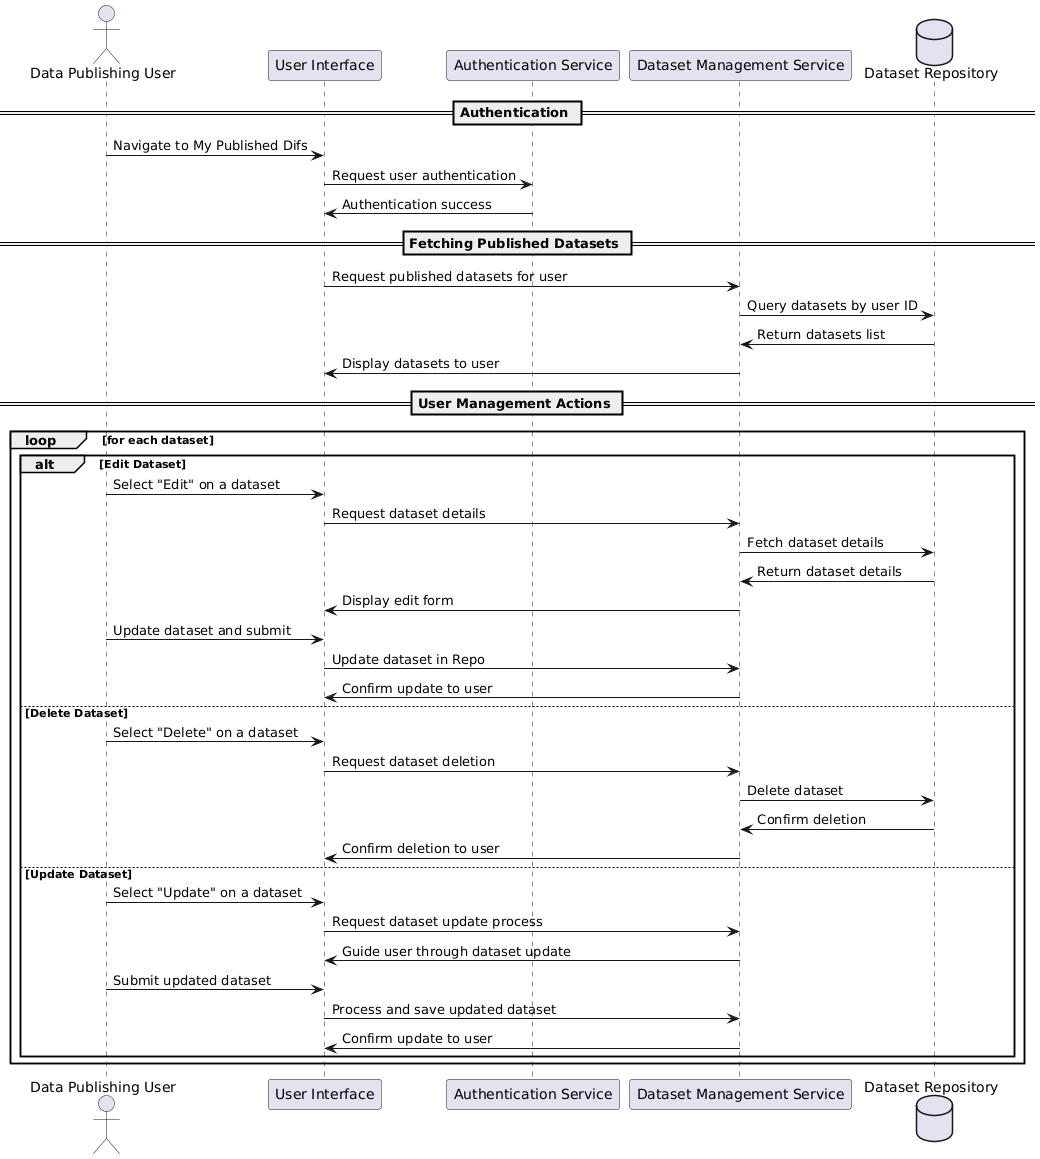 Data Publishing User
User Interface
Authentication Service
Dataset Management Service
Dataset Repository
Authentication
Navigate to My Published Difs
Request user authentication
Authentication success
Fetching Published Datasets
Request published datasets for user
Query datasets by user ID
Return datasets list
Display datasets to user
User Management Actions
loop [for each dataset]
alt [Edit Dataset]
Select "Edit" on a dataset
Request dataset details
Fetch dataset details
Return dataset details
Display edit form
Update dataset and submit
Update dataset in Repo
Confirm update to user
[Delete Dataset]
Select "Delete" on a dataset
Request dataset deletion
Delete dataset
Confirm deletion
Confirm deletion to user
[Update Dataset]
Select "Update" on a dataset
Request dataset update process
Guide user through dataset update
Submit updated dataset
Process and save updated dataset
Confirm update to user
Data Publishing User
User Interface
Authentication Service
Dataset Management Service
Dataset Repository